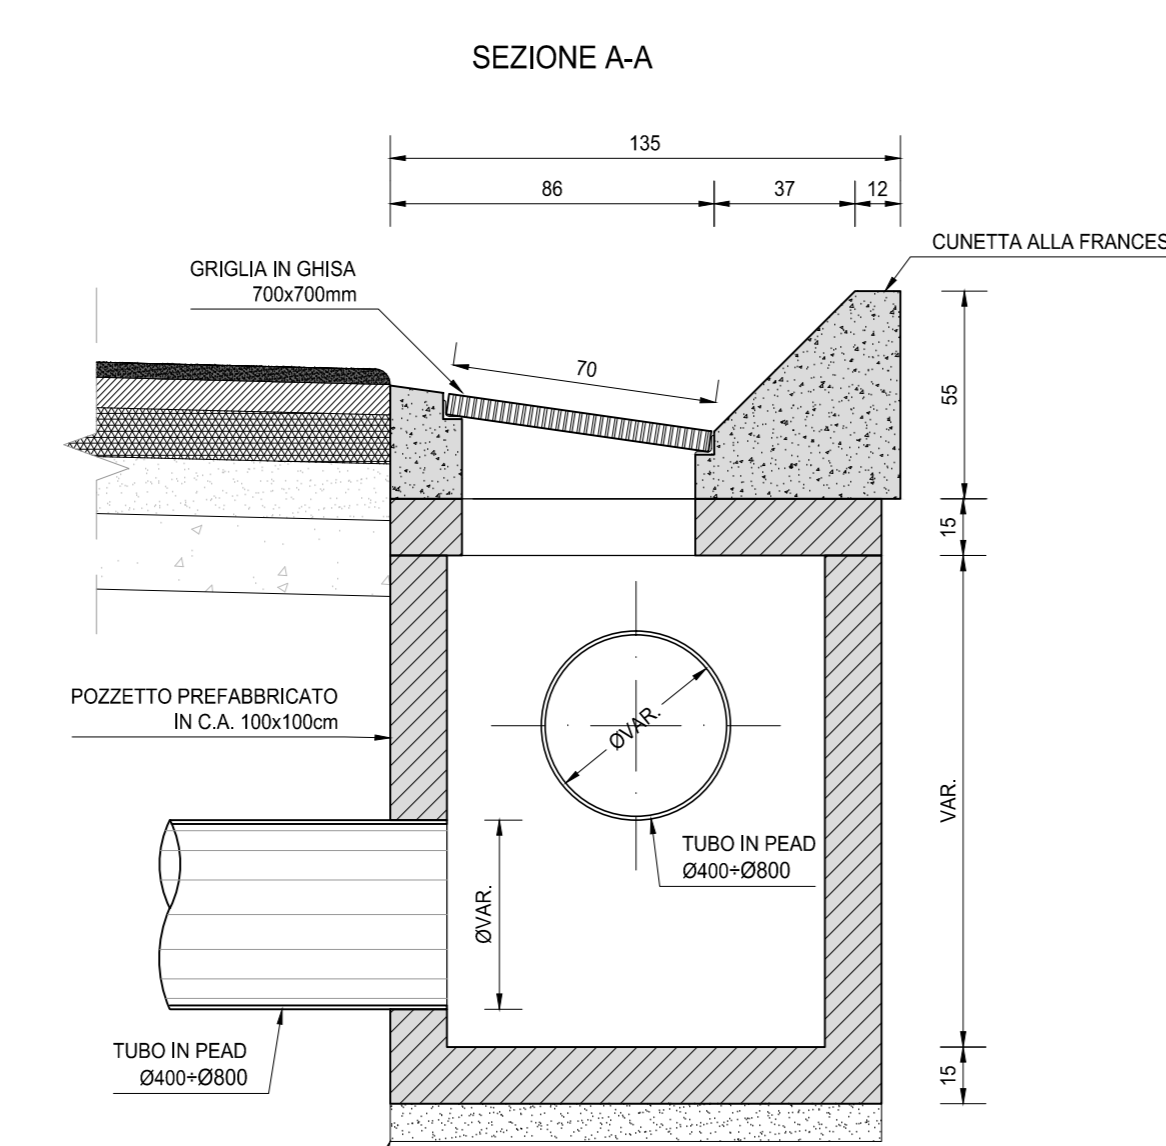 SEZIONE A-A
135
86
37
12
CUNETTA ALLA FRANCES
GRIGLIA IN GHISA
700x700mm
70
55
15
POZZETTO PREFABBRICATO
IN C.A. 100x100cm
ØVAR.
VAR.
TUBO IN PEAD
Ø400÷Ø800
ØVAR.
TUBO IN PEAD
Ø400÷Ø800
15